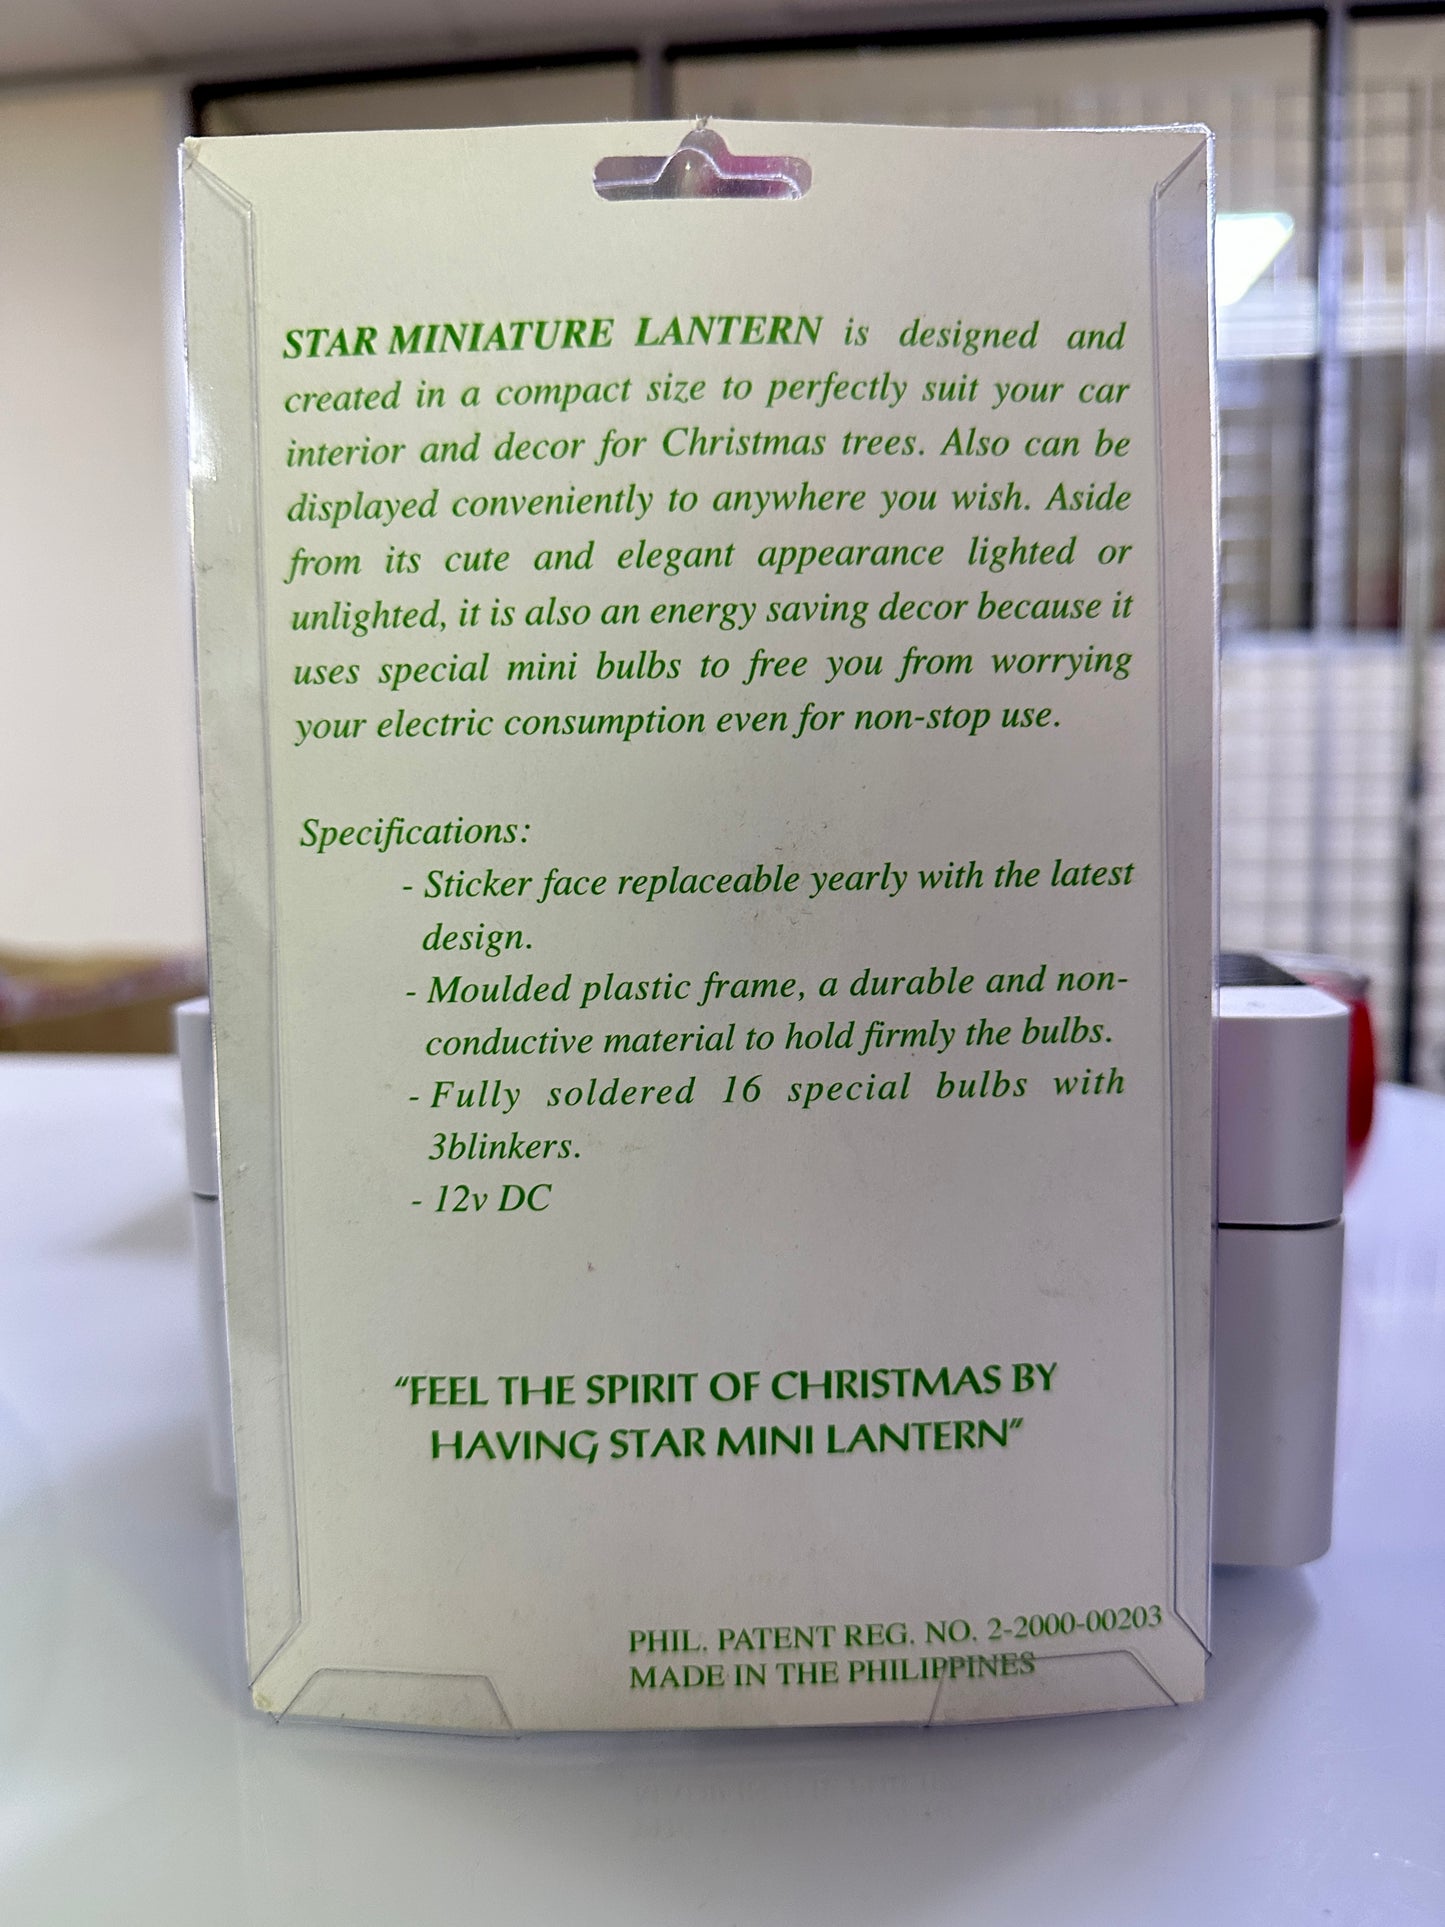 STAR MINIATURE LANTERN is designed and
created in a compact size to perfectly suit your car
interior and decor for Christmas trees. Also can be
displayed conveniently to anywhere you wish. Aside
from its cute and elegant appearance lighted or
unlighted, it is also an energy saving decor because it
uses special mini bulbs to free you from worrying
your electric consumption even for non-stop use.
Specifications:
- Sticker face replaceable yearly with the latest
design.
- Moulded plastic frame, a durable and non-
conductive material to hold firmly the bulbs.
- Fully soldered 16 special bulbs with
3blinkers.
- 12v DC
“FEEL THE SPIRIT OF CHRISTMAS BY
HAVING STAR MINI LANTERN”
PHIL. PATENT REG. NO. 2-2000-00203
MADE IN THE PHILIPPINES